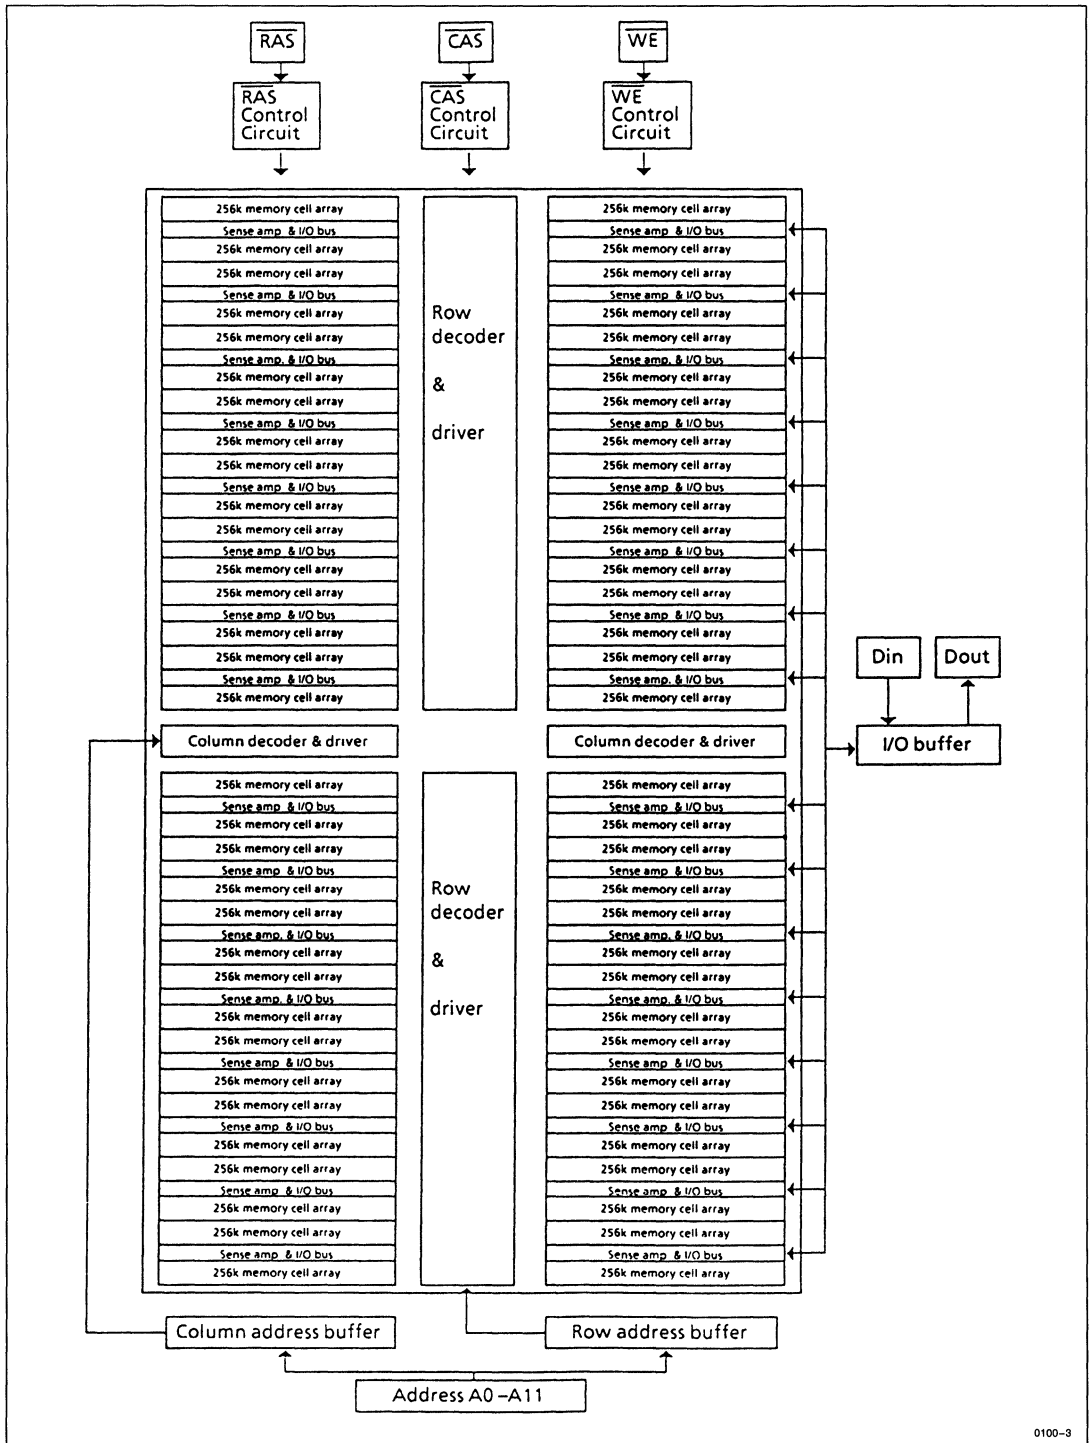 RAS
CAS
WE
RAS
Control
Circuit
CAS
Control
Circuit
WE
Control
Circuit
256k memory cell array
Sense amp & I/O bus
256k memory cell array
256k memory cell array
Sense amp & I/O bus
256k memory cell array
256k memory cell array
Sense amp. & I/O bus
256k memory cell array
256k memory cell array
Sense amp & I/O bus
256k memory cell array
256k memory cell array
Sense amp & I/O bus
256k memory cell array
256k memory cell array
Sense amp & I/O bus
256k memory cell array
256k memory cell array
Sense amp & I/O bus
256k memory cell array
256k memory cell array
Sense amp & I/O bus
256k memory cell array
Row
decoder
&
driver
256k memory cell array
Sense amp & I/O bus
256k memory cell array
256k memory cell array
Sense amp & I/O bus
256k memory cell array
256k memory cell array
Sense amp. & I/O bus
256k memory cell array
256k memory cell array
Sense amp & I/O bus
256k memory cell array
256k memory cell array
Sense amp & I/O bus
256k memory cell array
256k memory cell array
Sense amp & I/O bus
256k memory cell array
256k memory cell array
Sense amp & I/O bus
256k memory cell array
256k memory cell array
Sense amp. & I/O bus
256k memory cell array
Din
Dout
Column decoder & driver
Column decoder & driver
I/O buffer
256k memory cell array
Sense amp & I/O bus
256k memory cell array
256k memory cell array
Sense amp & I/O bus
256k memory cell array
256k memory cell array
Sense amp. & I/O bus
256k memory cell array
256k memory cell array
Sense amp. & I/O bus
256k memory cell array
256k memory cell array
Sense amp & I/O bus
256k memory cell array
256k memory cell array
Sense amp & I/O bus
256k memory cell array
256k memory cell array
Sense amp & I/O bus
256k memory cell array
256k memory cell array
Sense amp & I/O bus
256k memory cell array
Row
decoder
&
driver
256k memory cell array
Sense amp & I/O bus
256k memory cell array
256k memory cell array
Sense amp & I/O bus
256k memory cell array
256k memory cell array
Sense amp. & I/O bus
256k memory cell array
256k memory cell array
Sense amp. & I/O bus
256k memory cell array
256k memory cell array
Sense amp & I/O bus
256k memory cell array
256k memory cell array
Sense amp & I/O bus
256k memory cell array
256k memory cell array
Sense amp & I/O bus
256k memory cell array
256k memory cell array
Sense amp & I/O bus
256k memory cell array
Column address buffer
Row address buffer
Address A0–A11
0100–3